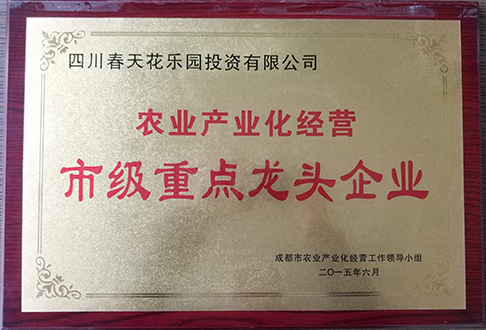 四川春天花乐园投资有限公司
农业产业化经营
市级重点龙头企业
成都市农业产业化经营工作领导小组
二〇一五年六月